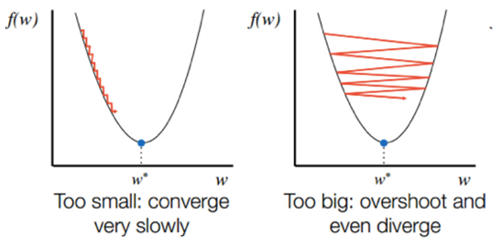 f(w)
w*
w
Too small: converge
very slowly
f(w)
w*
w
Too big: overshoot and
even diverge